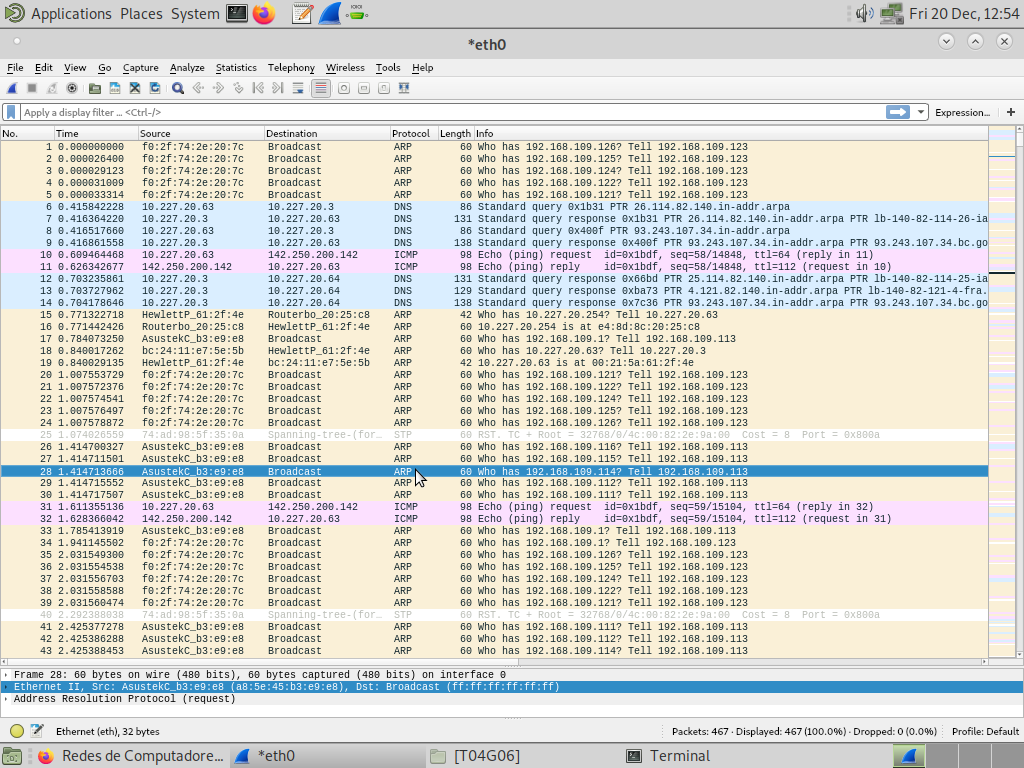 Applications Places System Fri 20 Dec, 12:54
*eth0
File Edit View Go Capture Analyze Statistics Telephony Wireless Tools Help
Apply a display filter ... <Ctrl-/> Expression... +
No. Time Source Destination Protocol Length Info
1 0.000000000 f0:2f:74:2e:20:7c Broadcast ARP 60 Who has 192.168.109.126? Tell 192.168.109.123
2 0.000026400 f0:2f:74:2e:20:7c Broadcast ARP 60 Who has 192.168.109.125? Tell 192.168.109.123
3 0.000029123 f0:2f:74:2e:20:7c Broadcast ARP 60 Who has 192.168.109.124? Tell 192.168.109.123
4 0.000031009 f0:2f:74:2e:20:7c Broadcast ARP 60 Who has 192.168.109.122? Tell 192.168.109.123
5 0.000033314 f0:2f:74:2e:20:7c Broadcast ARP 60 Who has 192.168.109.121? Tell 192.168.109.123
6 0.415842228 10.227.20.63 10.227.20.3 DNS 86 Standard query 0x1b31 PTR 26.114.82.140.in-addr.arpa
7 0.416364220 10.227.20.3 10.227.20.63 DNS 131 Standard query response 0x1b31 PTR 26.114.82.140.in-addr.arpa PTR lb-140-82-114-26-ia
8 0.416517660 10.227.20.63 10.227.20.3 DNS 86 Standard query 0x400f PTR 93.243.107.34.in-addr.arpa
9 0.416861558 10.227.20.3 10.227.20.63 DNS 138 Standard query response 0x400f PTR 93.243.107.34.in-addr.arpa PTR 93.243.107.34.bc.go
10 0.609464468 10.227.20.63 142.250.200.142 ICMP 98 Echo (ping) request id=0x1bdf, seq=58/14848, ttl=64 (reply in 11)
11 0.626342677 142.250.200.142 10.227.20.63 ICMP 98 Echo (ping) reply id=0x1bdf, seq=58/14848, ttl=112 (request in 10)
12 0.703235861 10.227.20.3 10.227.20.64 DNS 131 Standard query response 0x66bd PTR 25.114.82.140.in-addr.arpa PTR lb-140-82-114-25-ia
13 0.703727962 10.227.20.3 10.227.20.64 DNS 129 Standard query response 0xba73 PTR 4.121.82.140.in-addr.arpa PTR lb-140-82-121-4-fra.
14 0.704178646 10.227.20.3 10.227.20.64 DNS 138 Standard query response 0x7c36 PTR 93.243.107.34.in-addr.arpa PTR 93.243.107.34.bc.go
15 0.771322718 HewlettP_61:2f:4e Routerbo_20:25:c8 ARP 42 Who has 10.227.20.254? Tell 10.227.20.63
16 0.771442426 Routerbo_20:25:c8 HewlettP_61:2f:4e ARP 60 10.227.20.254 is at e4:8d:8c:20:25:c8
17 0.784073250 AsustekC_b3:e9:e8 Broadcast ARP 60 Who has 192.168.109.1? Tell 192.168.109.113
18 0.840017262 bc:24:11:e7:5e:5b HewlettP_61:2f:4e ARP 60 Who has 10.227.20.63? Tell 10.227.20.3
19 0.840029135 HewlettP_61:2f:4e bc:24:11:e7:5e:5b ARP 42 10.227.20.63 is at 00:21:5a:61:2f:4e
20 1.007553729 f0:2f:74:2e:20:7c Broadcast ARP 60 Who has 192.168.109.121? Tell 192.168.109.123
21 1.007572376 f0:2f:74:2e:20:7c Broadcast ARP 60 Who has 192.168.109.122? Tell 192.168.109.123
22 1.007574541 f0:2f:74:2e:20:7c Broadcast ARP 60 Who has 192.168.109.124? Tell 192.168.109.123
23 1.007576497 f0:2f:74:2e:20:7c Broadcast ARP 60 Who has 192.168.109.125? Tell 192.168.109.123
24 1.007578872 f0:2f:74:2e:20:7c Broadcast ARP 60 Who has 192.168.109.126? Tell 192.168.109.123
25 1.074026559 74:ad:98:5f:35:0a Spanning-tree-(for... STP 60 RST. TC + Root = 32768/0/4c:00:82:2e:9a:00 Cost = 8 Port = 0x800a
26 1.414700327 AsustekC_b3:e9:e8 Broadcast ARP 60 Who has 192.168.109.116? Tell 192.168.109.113
27 1.414711501 AsustekC_b3:e9:e8 Broadcast ARP 60 Who has 192.168.109.115? Tell 192.168.109.113
28 1.414713666 AsustekC_b3:e9:e8 Broadcast ARP 60 Who has 192.168.109.114? Tell 192.168.109.113
29 1.414715552 AsustekC_b3:e9:e8 Broadcast ARP 60 Who has 192.168.109.112? Tell 192.168.109.113
30 1.414717507 AsustekC_b3:e9:e8 Broadcast ARP 60 Who has 192.168.109.111? Tell 192.168.109.113
31 1.611355136 10.227.20.63 142.250.200.142 ICMP 98 Echo (ping) request id=0x1bdf, seq=59/15104, ttl=64 (reply in 32)
32 1.628366042 142.250.200.142 10.227.20.63 ICMP 98 Echo (ping) reply id=0x1bdf, seq=59/15104, ttl=112 (request in 31)
33 1.785413919 AsustekC_b3:e9:e8 Broadcast ARP 60 Who has 192.168.109.1? Tell 192.168.109.113
34 1.941145502 f0:2f:74:2e:20:7c Broadcast ARP 60 Who has 192.168.109.1? Tell 192.168.109.123
35 2.031549300 f0:2f:74:2e:20:7c Broadcast ARP 60 Who has 192.168.109.126? Tell 192.168.109.123
36 2.031554538 f0:2f:74:2e:20:7c Broadcast ARP 60 Who has 192.168.109.125? Tell 192.168.109.123
37 2.031556703 f0:2f:74:2e:20:7c Broadcast ARP 60 Who has 192.168.109.124? Tell 192.168.109.123
38 2.031558588 f0:2f:74:2e:20:7c Broadcast ARP 60 Who has 192.168.109.122? Tell 192.168.109.123
39 2.031560474 f0:2f:74:2e:20:7c Broadcast ARP 60 Who has 192.168.109.121? Tell 192.168.109.123
40 2.292388038 74:ad:98:5f:35:0a Spanning-tree-(for... STP 60 RST. TC + Root = 32768/0/4c:00:82:2e:9a:00 Cost = 8 Port = 0x800a
41 2.425377278 AsustekC_b3:e9:e8 Broadcast ARP 60 Who has 192.168.109.111? Tell 192.168.109.113
42 2.425386288 AsustekC_b3:e9:e8 Broadcast ARP 60 Who has 192.168.109.112? Tell 192.168.109.113
43 2.425388453 AsustekC_b3:e9:e8 Broadcast ARP 60 Who has 192.168.109.114? Tell 192.168.109.113
Frame 28: 60 bytes on wire (480 bits), 60 bytes captured (480 bits) on interface 0
Ethernet II, Src: AsustekC_b3:e9:e8 (a8:5e:45:b3:e9:e8), Dst: Broadcast (ff:ff:ff:ff:ff:ff)
Address Resolution Protocol (request)
Ethernet (eth), 32 bytes Packets: 467 · Displayed: 467 (100.0%) · Dropped: 0 (0.0%) Profile: Default
Redes de Computadore... *eth0 [T04G06] Terminal